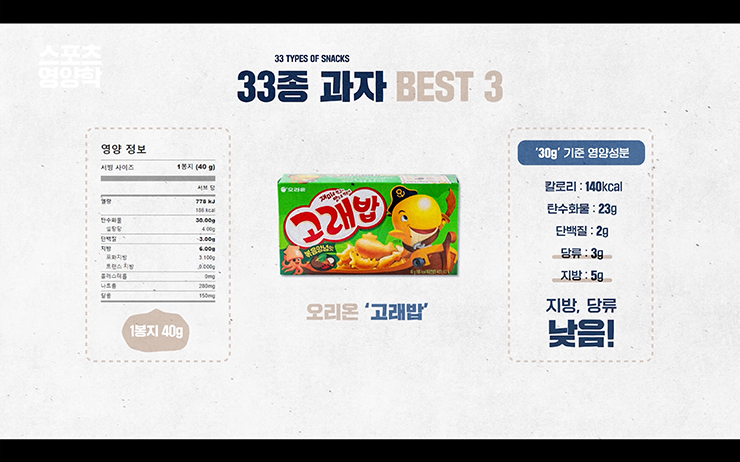 스포츠
영양학
33 TYPES OF SNACKS
33종 과자 BEST 3
영양 정보
서빙 사이즈 1봉지 (40 g)
서브 당
열량 778 kJ
186 kcal
탄수화물 30.00g
설탕당 4.00g
단백질 3.00g
지방 6.00g
포화지방 3.100g
트랜스 지방 .0.000g
콜레스테롤 0mg
나트륨 280mg
칼륨 150mg
1봉지 40g
오리온
고래밥
볶음양념맛
오리온 ‘고래밥’
‘30g’ 기준 영양성분
칼로리 : 140kcal
탄수화물 : 23g
단백질 : 2g
당류 : 3g
지방 : 5g
지방, 당류
낮음!